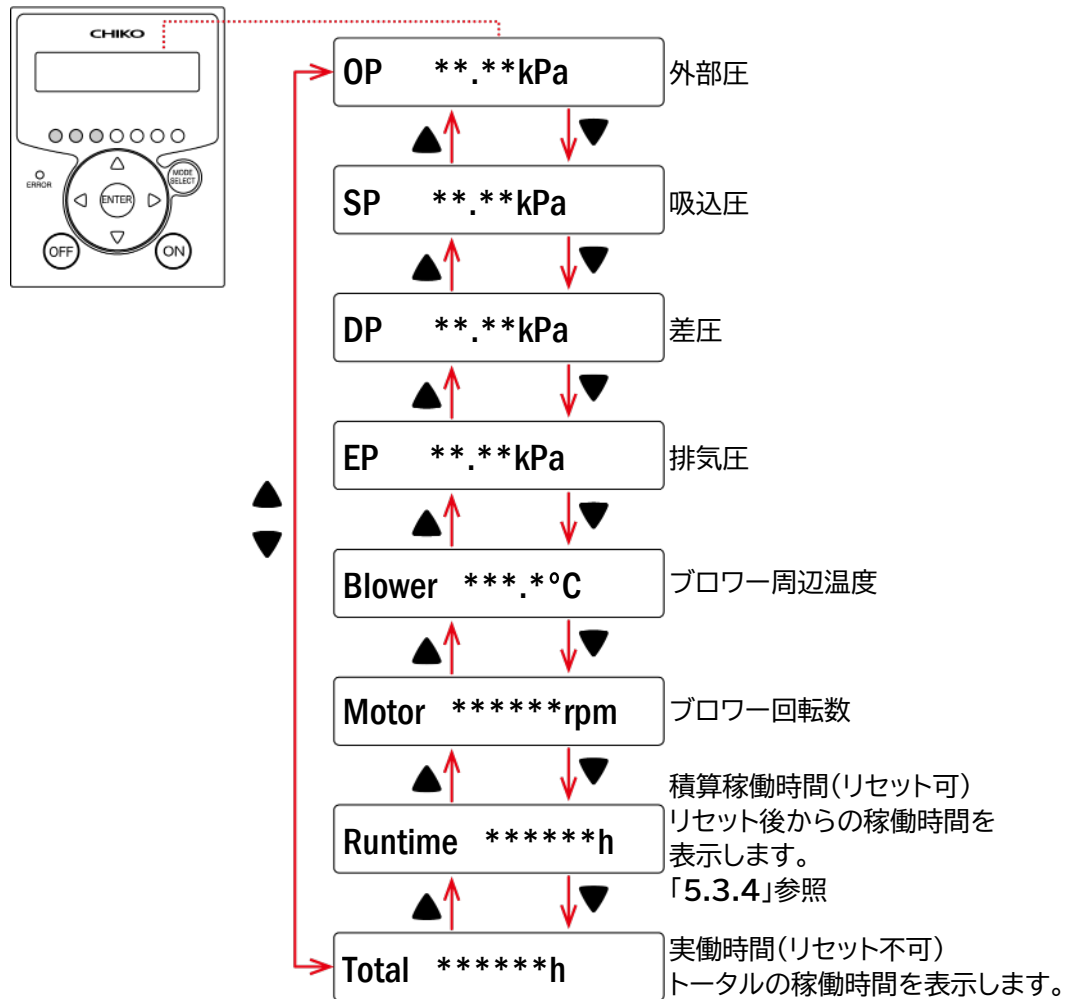 CHIKO
ERROR
MODE
SELECT
ENTER
OFF
ON
OP **.**kPa
外部圧
SP **.**kPa
吸込圧
DP **.**kPa
差圧
EP **.**kPa
排気圧
Blower ***.*°C
ブロワー周辺温度
Motor ******rpm
ブロワー回転数
Runtime ******h
積算稼働時間(リセット可)
リセット後からの稼働時間を
表示します。
「5.3.4」参照
Total ******h
実働時間(リセット不可)
トータルの稼働時間を表示します。